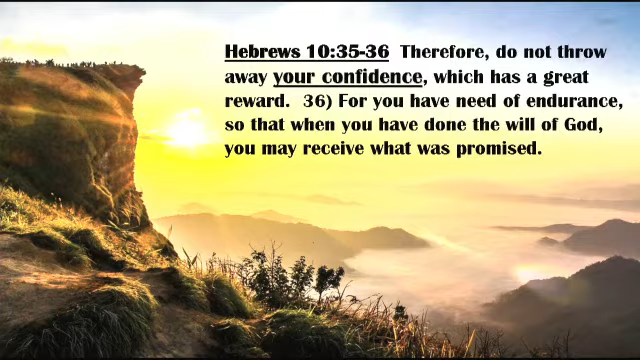 Hebrews 10:35-36  Therefore, do not throw
away your confidence, which has a great
reward.  36) For you have need of endurance,
so that when you have done the will of God,
you may receive what was promised.